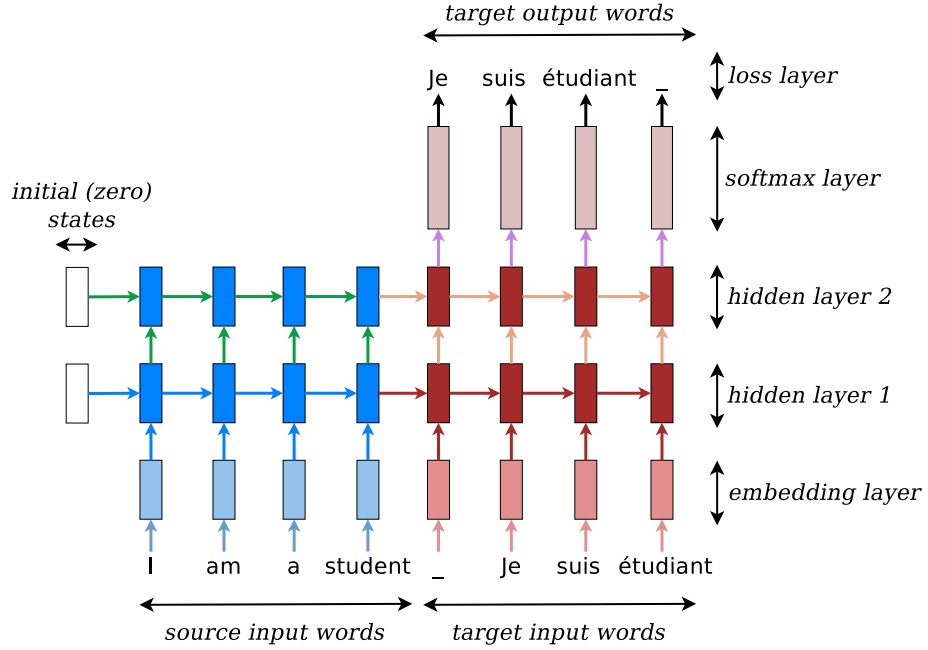 target output words
Je suis étudiant _
loss layer
softmax layer
initial (zero)
states
hidden layer 2
hidden layer 1
embedding layer
I am a student _ Je suis étudiant
source input words
target input words